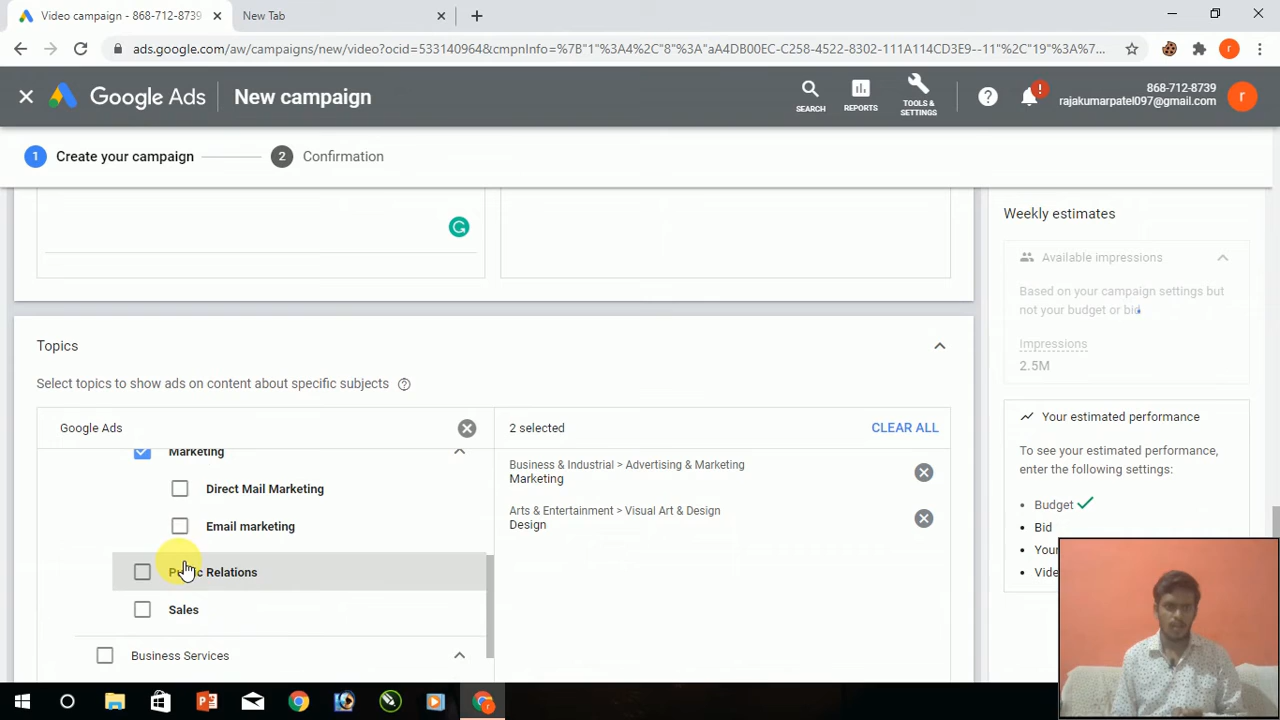 Video campaign - 868-712-8739
New Tab
ads.google.com/aw/campaigns/new/video?ocid=533140964&cmpnInfo=%7B"1"%3A4%2C"8"%3A"aA4DB00EC-C258-4522-8302-111A114CD3E9--11"%2C"19"%3A%7...
r
Google Ads
New campaign
SEARCH
REPORTS
TOOLS &
SETTINGS
868-712-8739
rajakumarpatel097@gmail.com
r
1 Create your campaign
2 Confirmation
Weekly estimates
Available impressions
Based on your campaign settings but
not your budget or bid
Impressions
2.5M
Topics
Select topics to show ads on content about specific subjects
Google Ads
2 selected
CLEAR ALL
Marketing
Direct Mail Marketing
Email marketing
Public Relations
Sales
Business Services
Business & Industrial > Advertising & Marketing
Marketing
Arts & Entertainment > Visual Art & Design
Design
Your estimated performance
To see your estimated performance,
enter the following settings:
• Budget
• Bid
• You
• Vide